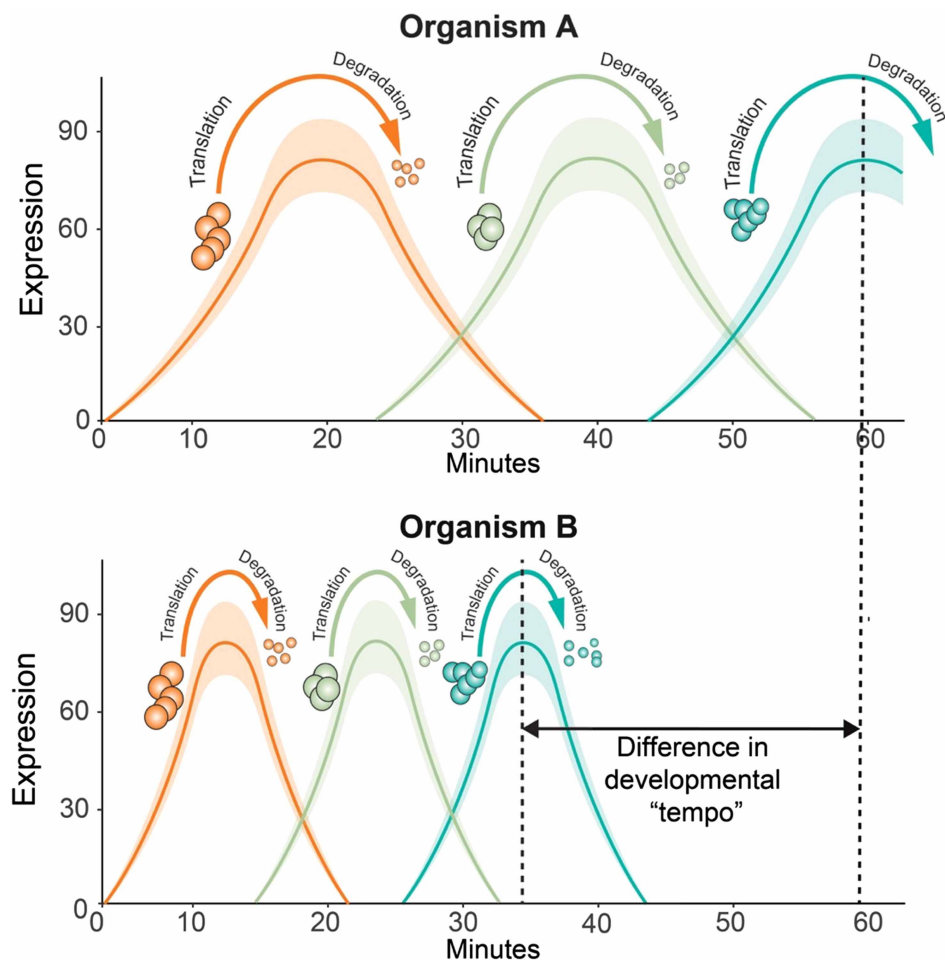 Organism A
Translation
Degradation
Translation
Degradation
Translation
Degradation
Expression
90
60
30
0
0
10
20
30
40
50
60
Minutes
Organism B
Translation
Degradation
Translation
Degradation
Translation
Degradation
Expression
90
60
30
0
Difference in
developmental
“tempo”
0
10
20
30
40
50
60
Minutes